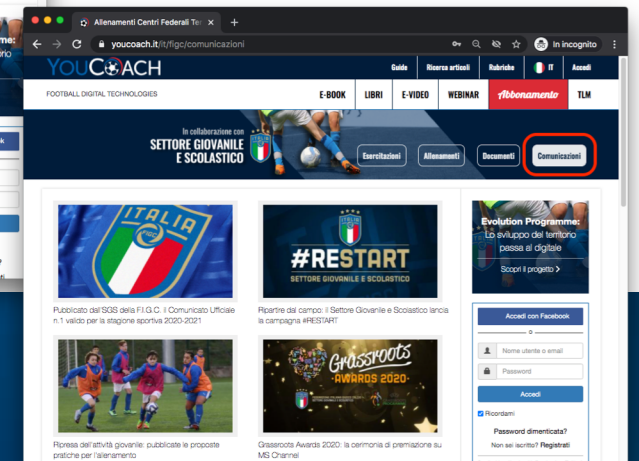 Allenamenti Centri Federali Ter
youcoach.it/it/figc/comunicazioni
In incognito
YOUCOACH
Guide
Ricerca articoli
Rubriche
IT
Accedi
FOOTBALL DIGITAL TECHNOLOGIES
E-BOOK
LIBRI
E-VIDEO
WEBINAR
Abbonamento
TLM
In collaborazione con
SETTORE GIOVANILE
E SCOLASTICO
ITALIA
FIGC
Esercitazioni
Allenamenti
Documenti
Comunicazioni
ITALIA
FIGC
Pubblicato dal SGS della F.I.G.C. il Comunicato Ufficiale
n.1 valido per la stagione sportiva 2020-2021
#RESTART
SETTORE GIOVANILE E SCOLASTICO
Ripartire dal campo: il Settore Giovanile e Scolastico lancia
la campagna #RESTART
Ripresa dell'attività giovanile: pubblicate le proposte
pratiche per l'allenamento
Grassroots
AWARDS 2020
Grassroots Awards 2020: la cerimonia di premiazione su
MS Channel
Evolution Programme:
Lo sviluppo del territorio
passa al digitale
Scopri il progetto
Accedi con Facebook
o
Nome utente o email
Password
Accedi
Ricordami
Password dimenticata?
Non sei iscritto? Registrati